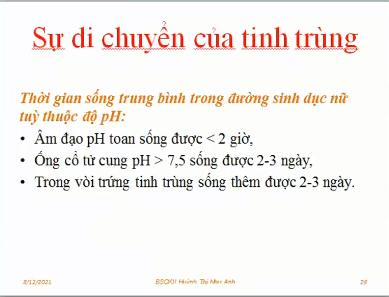 Sự di chuyển của tinh trùng
Thời gian sống trung bình trong đường sinh dục nữ
tuỳ thuộc độ pH:
• Âm đạo pH toan sống được < 2 giờ,
• Ống cổ tử cung pH > 7,5 sống được 2-3 ngày,
• Trong vòi trứng tinh trùng sống thêm được 2-3 ngày.
8/12/2021
BSCKII Huỳnh Thị Như Anh
28